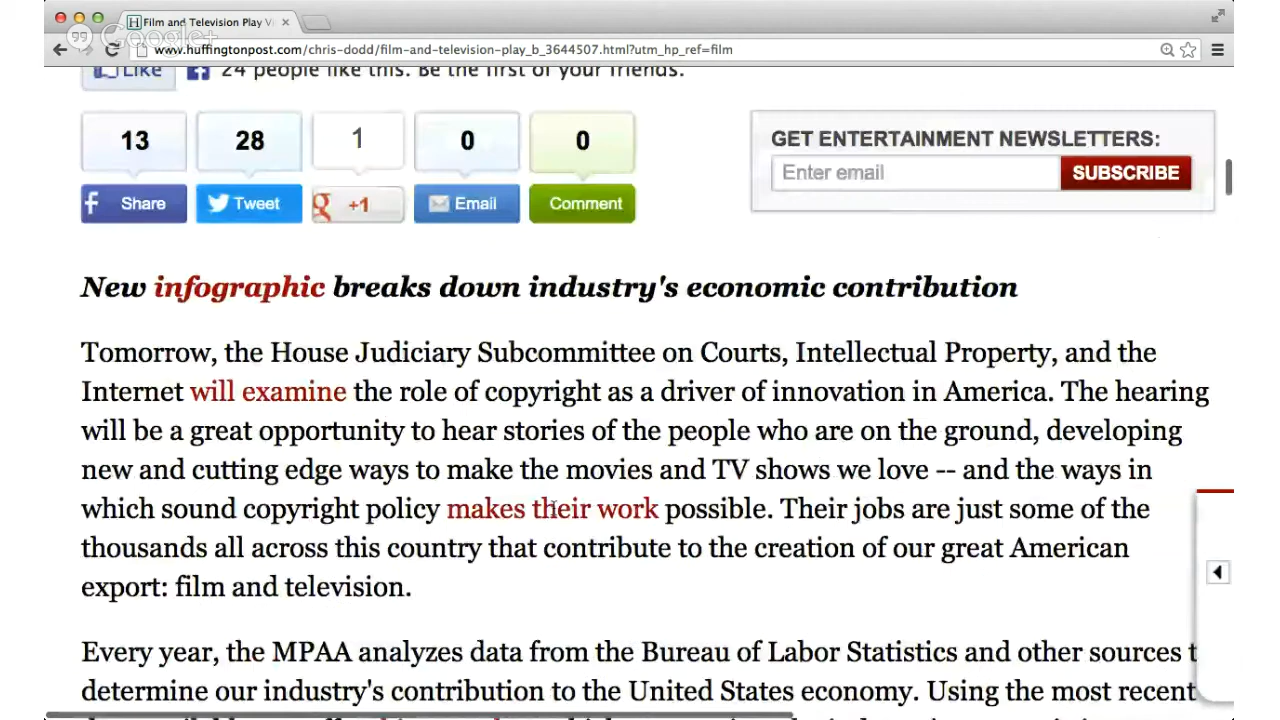 Film and Television Play Vi
Google+
www.huffingtonpost.com/chris-dodd/film-and-television-play_b_3644507.html?utm_hp_ref=film
Like 24 people like this. Be the first of your friends.
13 28 1 0 0
Share Tweet +1 Email Comment
GET ENTERTAINMENT NEWSLETTERS:
Enter email SUBSCRIBE
New infographic breaks down industry's economic contribution
Tomorrow, the House Judiciary Subcommittee on Courts, Intellectual Property, and the
Internet will examine the role of copyright as a driver of innovation in America. The hearing
will be a great opportunity to hear stories of the people who are on the ground, developing
new and cutting edge ways to make the movies and TV shows we love -- and the ways in
which sound copyright policy makes their work possible. Their jobs are just some of the
thousands all across this country that contribute to the creation of our great American
export: film and television.
Every year, the MPAA analyzes data from the Bureau of Labor Statistics and other sources t
determine our industry's contribution to the United States economy. Using the most recent